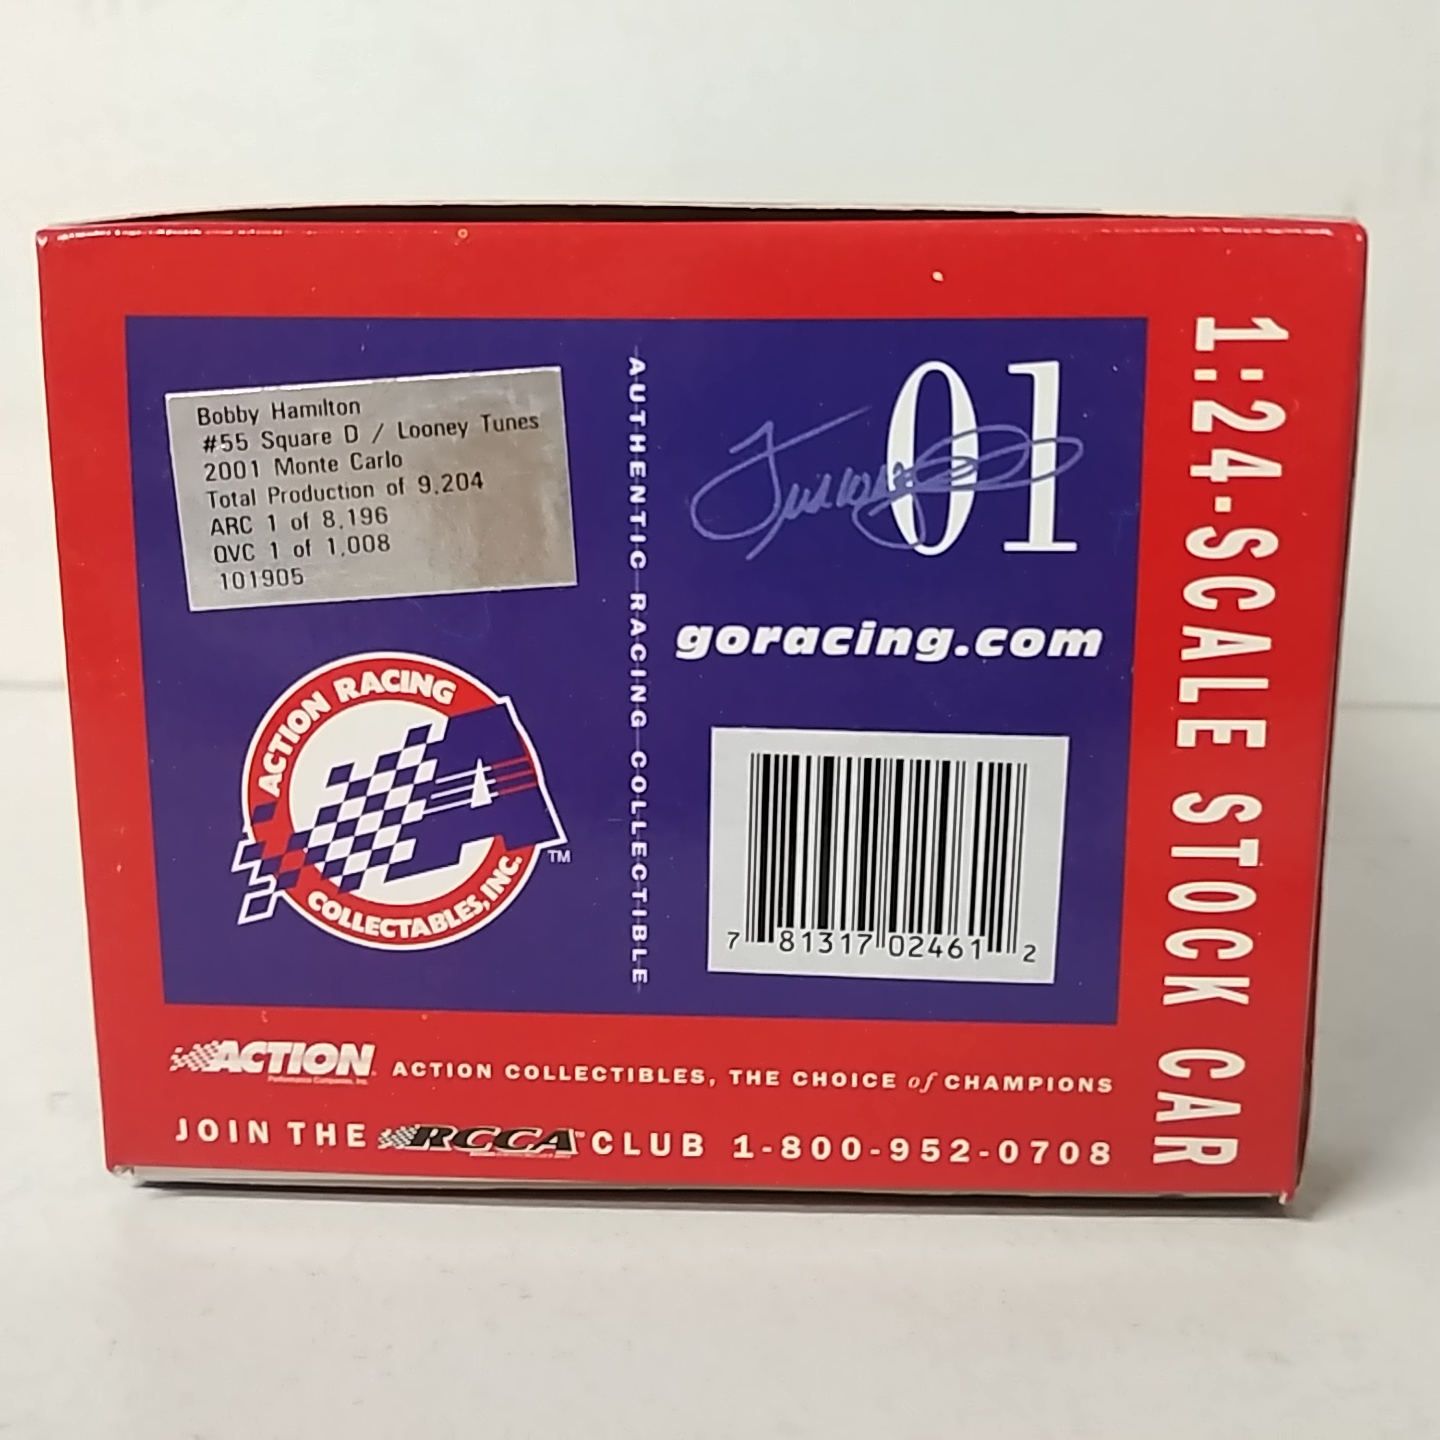 Bobby Hamilton
#55 Square D / Looney Tunes
2001 Monte Carlo
Total Production of 9,204
ARC 1 of 8,196
QVC 1 of 1,008
101905
ACTION RACING
COLLECTABLES, INC.
TM
AUTHENTIC RACING COLLECTIBLE
01
goracing.com
7 81317 02461 2
1:24-SCALE STOCK CAR
ACTION
ACTION COLLECTIBLES, THE CHOICE of CHAMPIONS
JOIN THE RCCA CLUB 1-800-952-0708